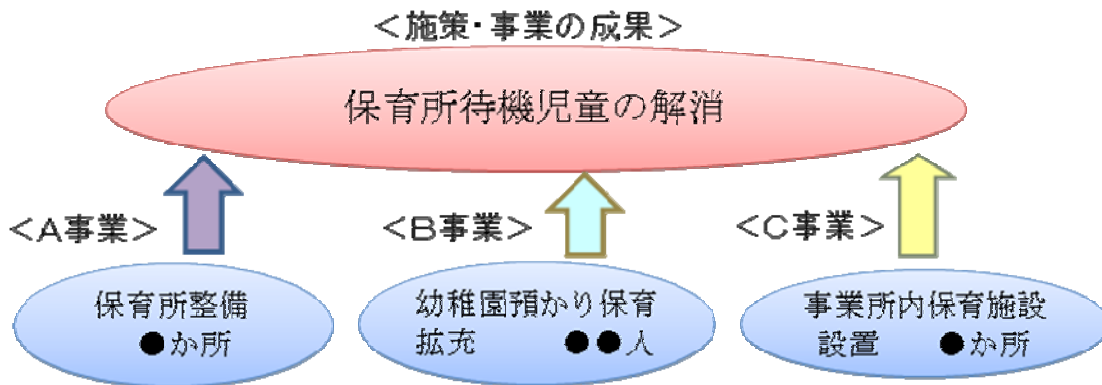 ＜施策・事業の成果＞
保育所待機児童の解消
＜A事業＞
＜B事業＞
＜C事業＞
保育所整備
●か所
幼稚園預かり保育
拡充　●●人
事業所内保育施設
設置　●か所